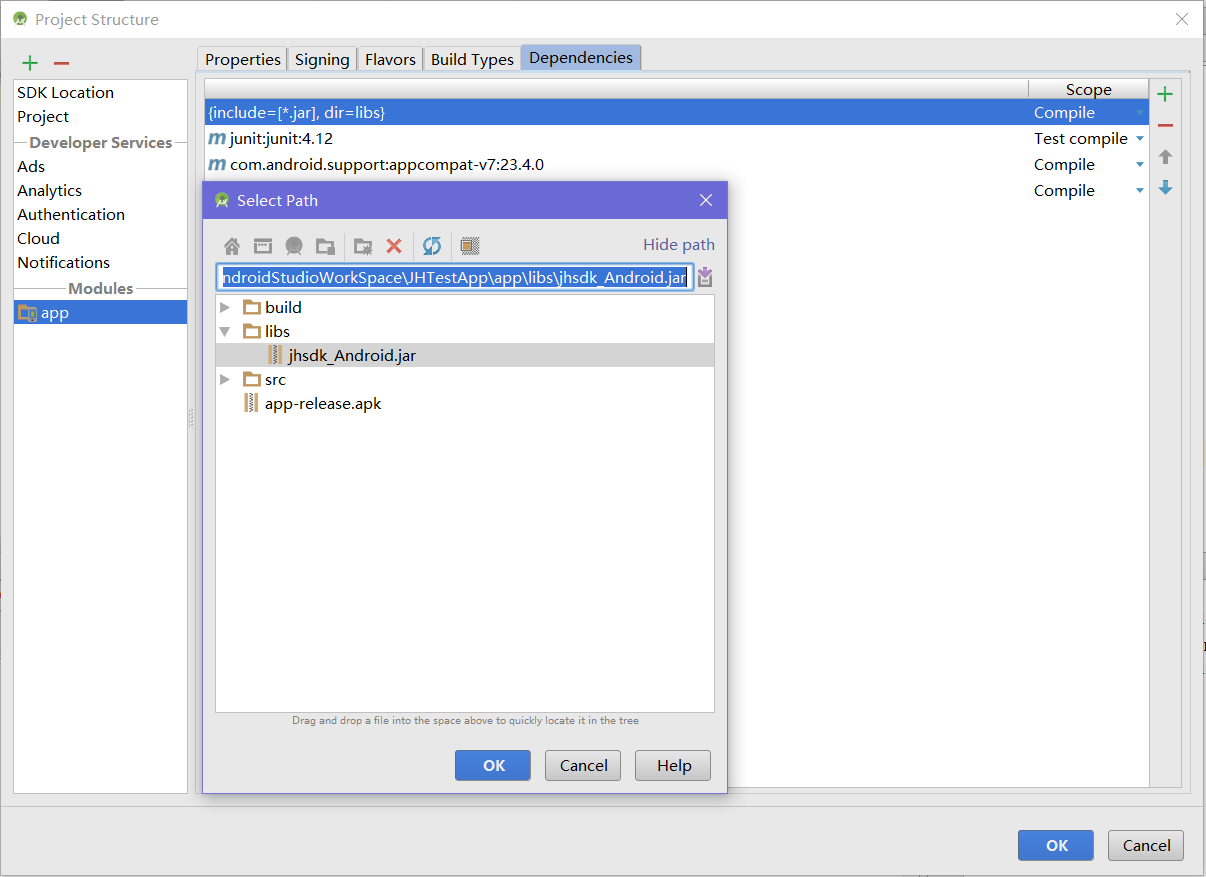 Project Structure
Properties Signing Flavors Build Types Dependencies
SDK Location
Project
Developer Services
Ads
Analytics
Authentication
Cloud
Notifications
Modules
app
Scope
{include=[*.jar], dir=libs} Compile
m junit:junit:4.12 Test compile
m com.android.support:appcompat-v7:23.4.0 Compile
Compile
Select Path
Hide path
ndroidStudioWorkSpace\JHTestApp\app\libs\jhsdk_Android.jar
build
libs
jhsdk_Android.jar
src
app-release.apk
Drag and drop a file into the space above to quickly locate it in the tree
OK Cancel Help
OK Cancel